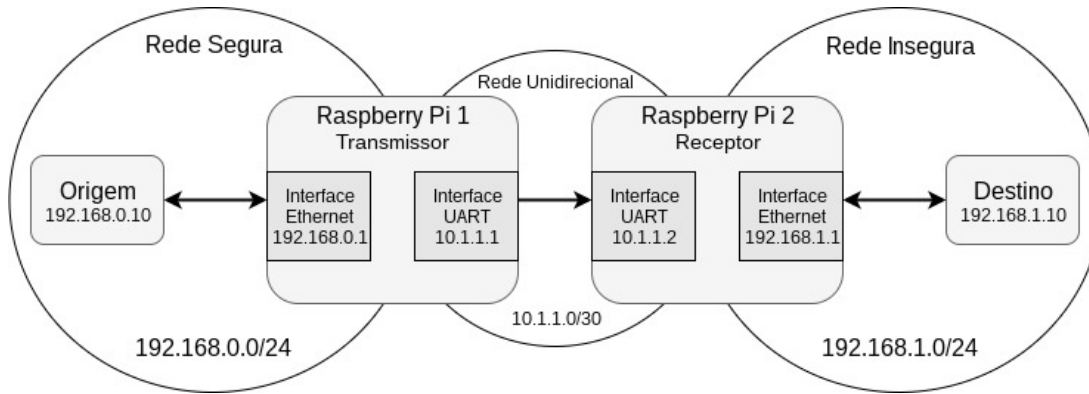 Rede Segura
Rede Unidirecional
Rede Insegura
Raspberry Pi 1
Transmissor
Raspberry Pi 2
Receptor
Origem
192.168.0.10
Interface
Ethernet
192.168.0.1
Interface
UART
10.1.1.1
Interface
UART
10.1.1.2
Interface
Ethernet
192.168.1.1
Destino
192.168.1.10
192.168.0.0/24
10.1.1.0/30
192.168.1.0/24